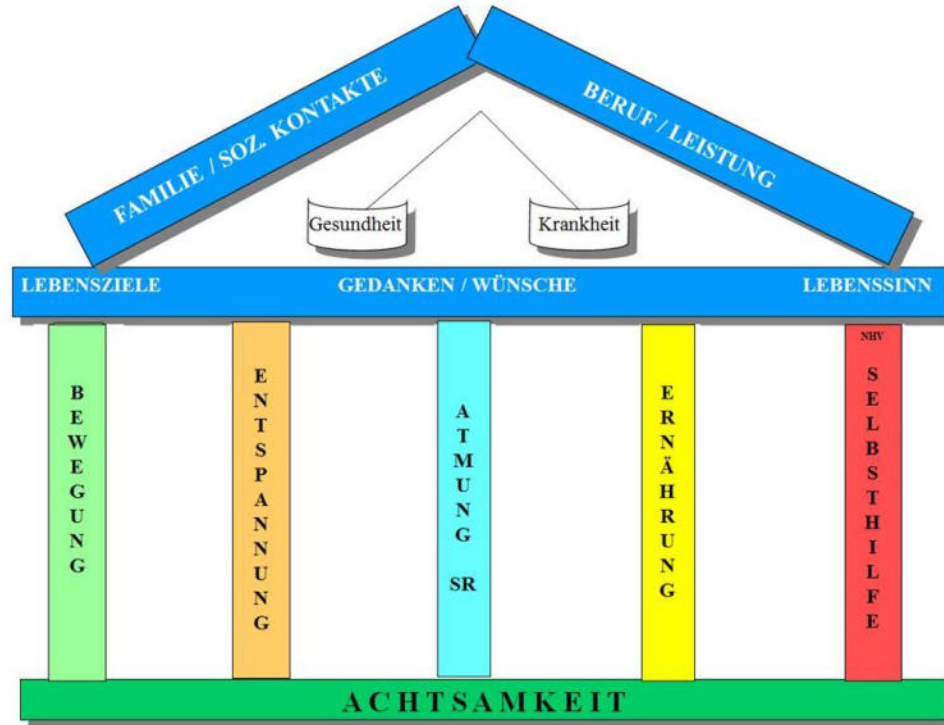 FAMILIE / SOZ. KONTAKTE
BERUF / LEISTUNG
Gesundheit
Krankheit
LEBENSZIELE
GEDANKEN / WÜNSCHE
LEBENSSINN
BEWEGUNG
ENTSPANNUNG
ATMUNG
SR
ERNÄHRUNG
NHV
SELBSTHILFE
ACHTSAMKEIT